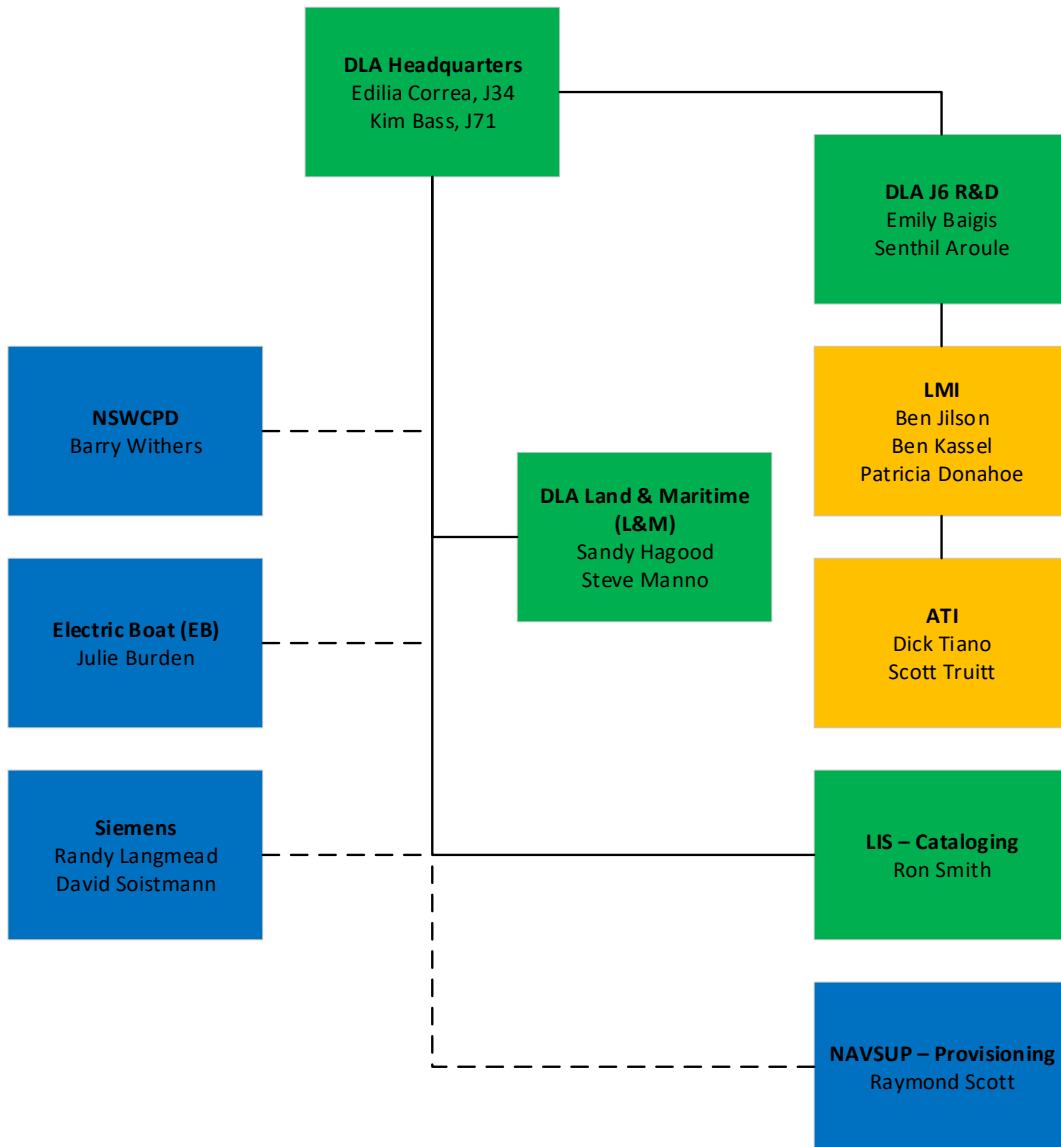 DLA Headquarters
Edilia Correa, J34
Kim Bass, J71
DLA J6 R&D
Emily Baigis
Senthil Aroule
NSWCPD
Barry Withers
LMI
Ben Jilson
Ben Kassel
Patricia Donahoe
DLA Land & Maritime
(L&M)
Sandy Hagood
Steve Manno
Electric Boat (EB)
Julie Burden
ATI
Dick Tiano
Scott Truitt
Siemens
Randy Langmead
David Soistmann
LIS – Cataloging
Ron Smith
NAVSUP – Provisioning
Raymond Scott